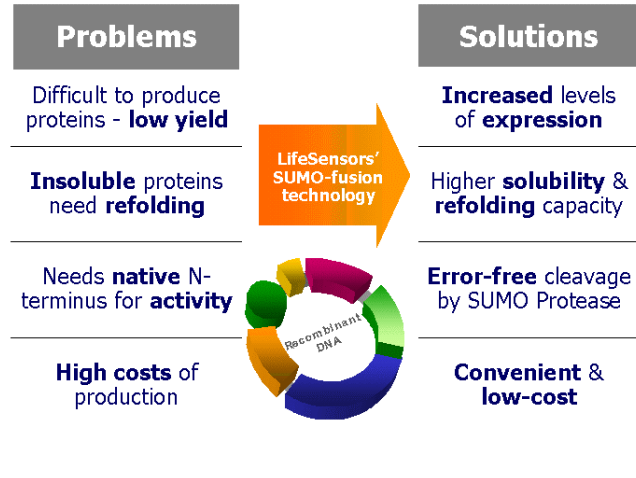 Problems
Difficult to produce
proteins - low yield
Insoluble proteins
need refolding
Needs native N-
terminus for activity
High costs of
production
LifeSensors'
SUMO-fusion
technology
Recombinant
DNA
Solutions
Increased levels
of expression
Higher solubility &
refolding capacity
Error-free cleavage
by SUMO Protease
Convenient &
low-cost